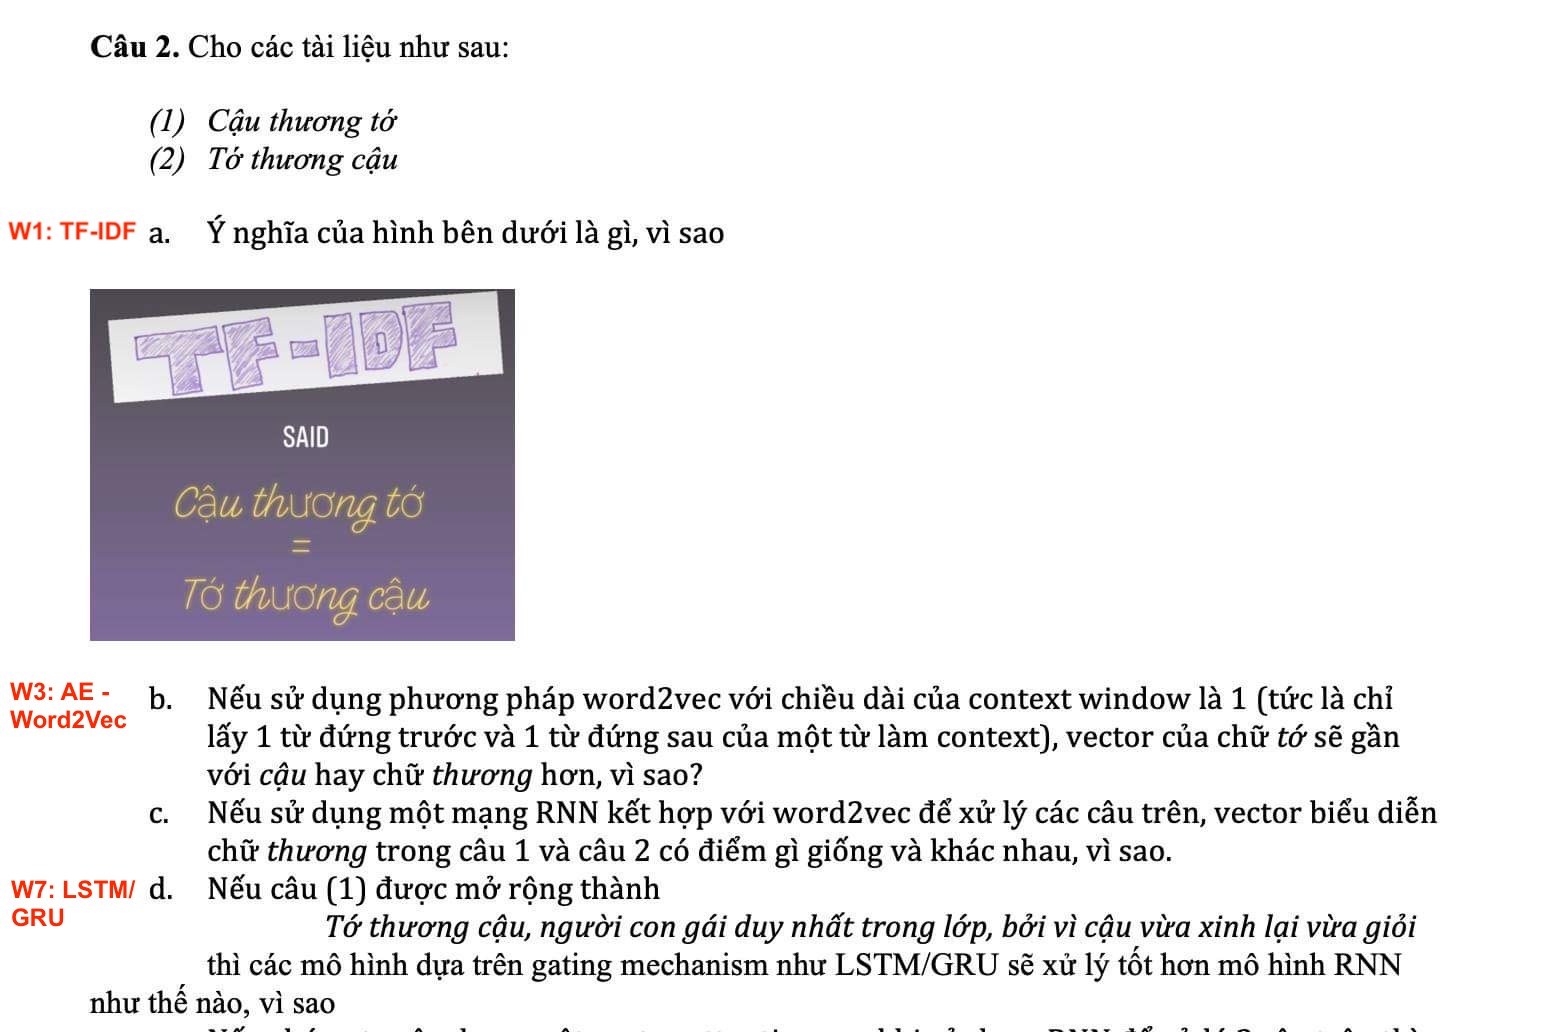 Câu 2. Cho các tài liệu như sau:
(1) Cậu thương tớ
(2) Tớ thương cậu
W1: TF-IDF a. Ý nghĩa của hình bên dưới là gì, vì sao
TF-IDF
SAID
Cậu thương tớ
=
Tớ thương cậu
W3: AE - Word2Vec
b. Nếu sử dụng phương pháp word2vec với chiều dài của context window là 1 (tức là chỉ
lấy 1 từ đứng trước và 1 từ đứng sau của một từ làm context), vector của chữ tớ sẽ gần
với cậu hay chữ thương hơn, vì sao?
c. Nếu sử dụng một mạng RNN kết hợp với word2vec để xử lý các câu trên, vector biểu diễn
chữ thương trong câu 1 và câu 2 có điểm gì giống và khác nhau, vì sao.
W7: LSTM/ GRU
d. Nếu câu (1) được mở rộng thành
Tớ thương cậu, người con gái duy nhất trong lớp, bởi vì cậu vừa xinh lại vừa giỏi
thì các mô hình dựa trên gating mechanism như LSTM/GRU sẽ xử lý tốt hơn mô hình RNN
như thế nào, vì sao